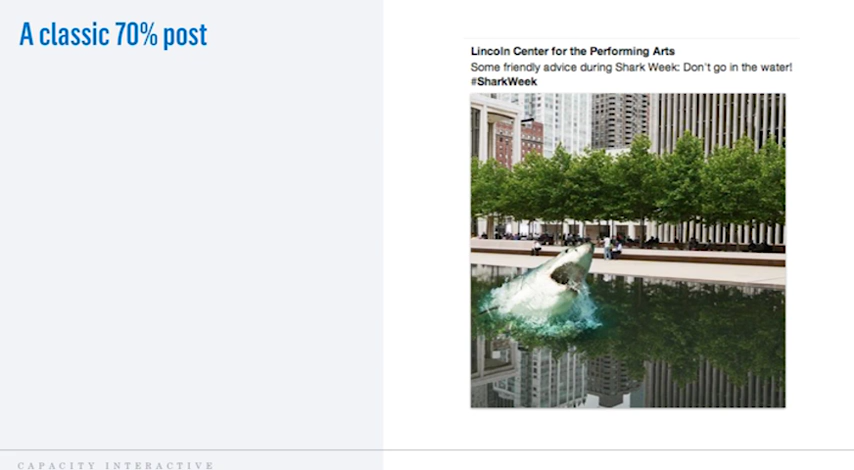 A classic 70% post
Lincoln Center for the Performing Arts
Some friendly advice during Shark Week: Don't go in the water!
#SharkWeek
CAPACITY INTERACTIVE